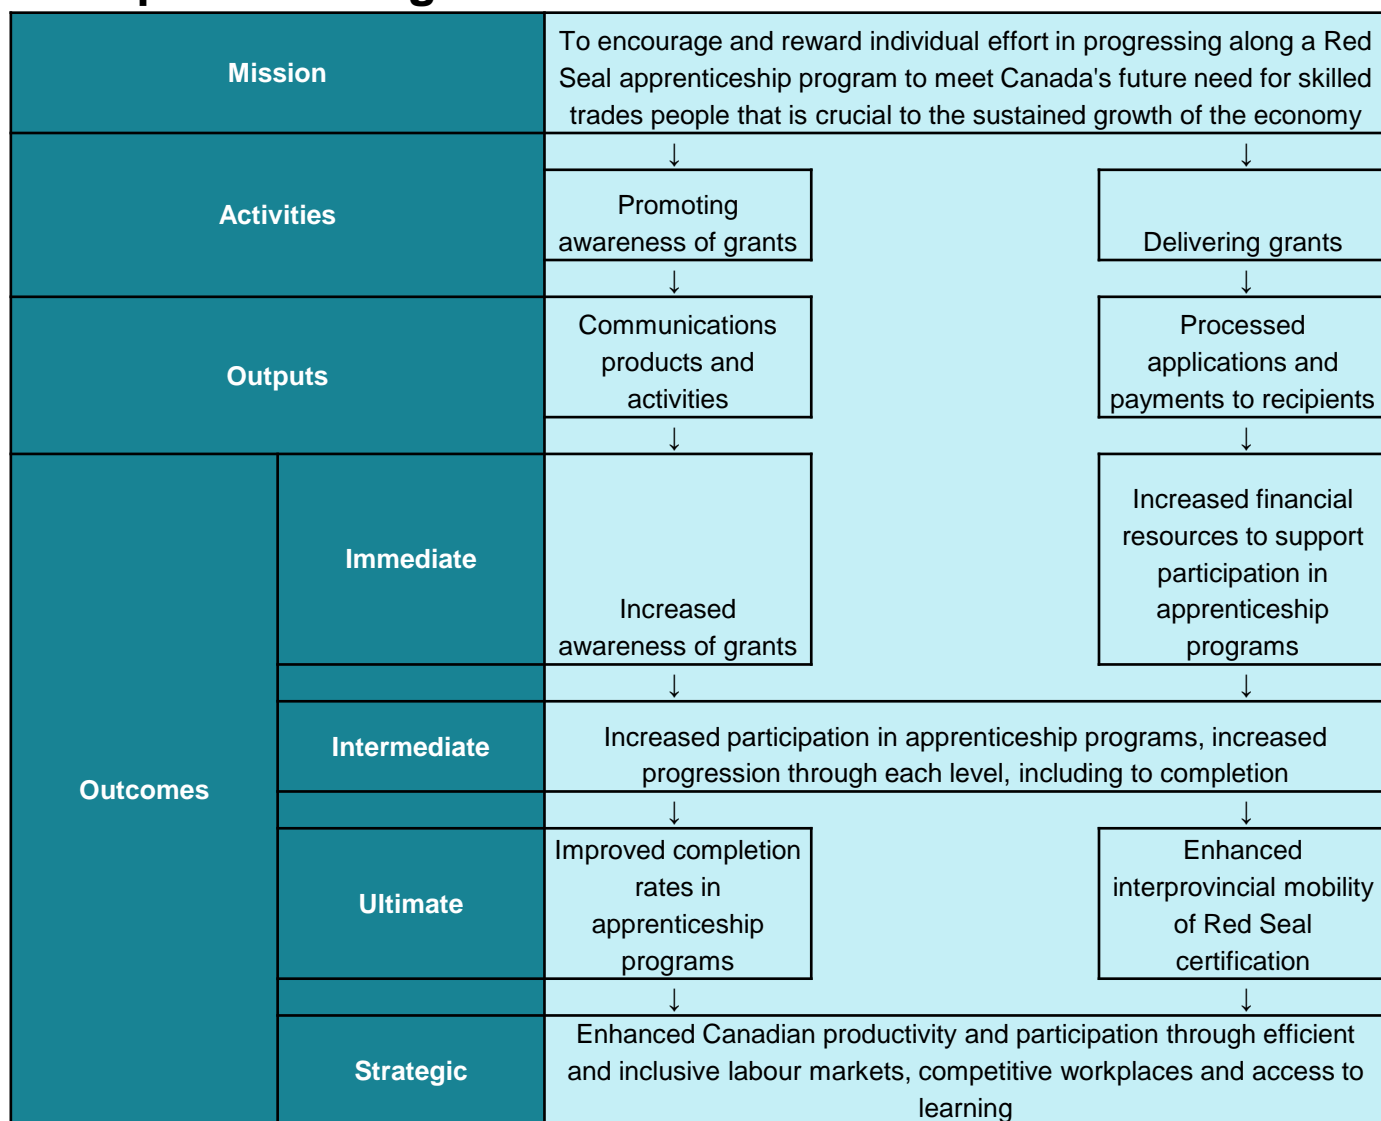 Mission
To encourage and reward individual effort in progressing along a Red
Seal apprenticeship program to meet Canada's future need for skilled
trades people that is crucial to the sustained growth of the economy
↓ ↓
Activities
Promoting
awareness of grants
Delivering grants
↓ ↓
Outputs
Communications
products and
activities
Processed
applications and
payments to recipients
↓ ↓
Outcomes
Immediate
Increased
awareness of grants
Increased financial
resources to support
participation in
apprenticeship
programs
↓ ↓
Intermediate
Increased participation in apprenticeship programs, increased
progression through each level, including to completion
↓ ↓
Ultimate
Improved completion
rates in
apprenticeship
programs
Enhanced
interprovincial mobility
of Red Seal
certification
↓ ↓
Strategic
Enhanced Canadian productivity and participation through efficient
and inclusive labour markets, competitive workplaces and access to
learning